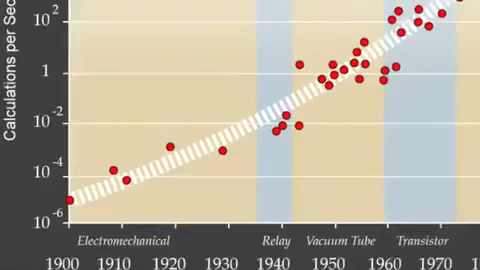 Calculations per Sec
10²
1
10⁻²
10⁻⁴
10⁻⁶
Electromechanical Relay Vacuum Tube Transistor
1900 1910 1920 1930 1940 1950 1960 1970